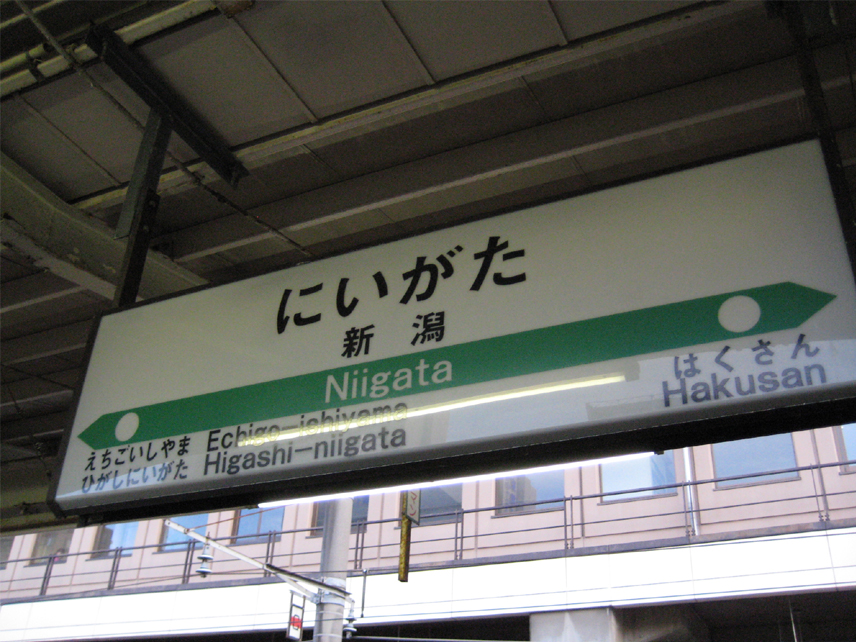 にいがた
新潟
Niigata
えちごいしやま Echigo-ishiyama
ひがしにいがた Higashi-niigata
はくさん
Hakusan